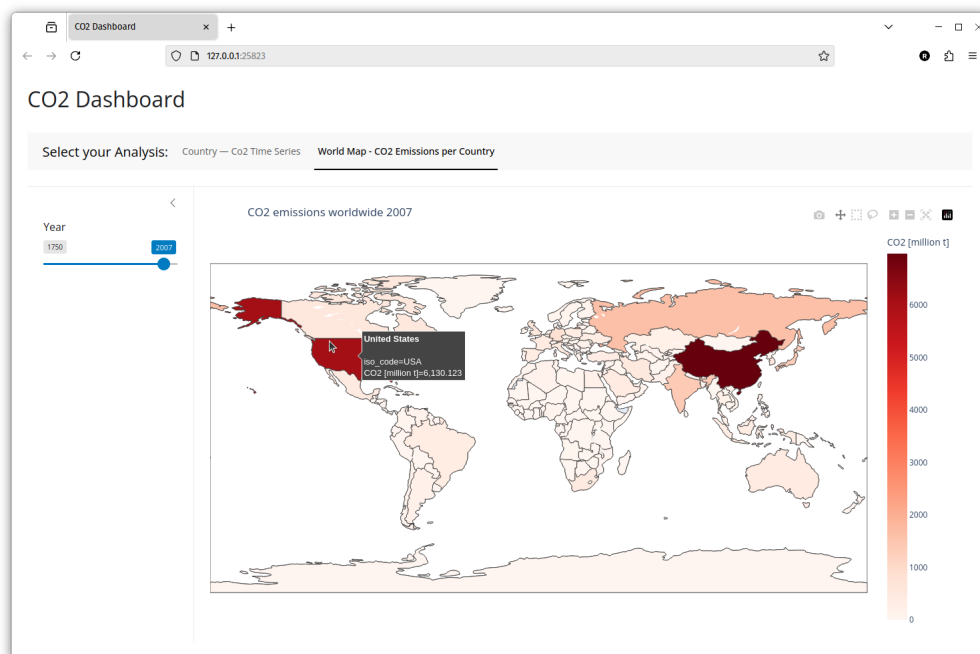 CO2 Dashboard
127.0.0.1:25823
R
CO2 Dashboard
Select your Analysis: Country — Co2 Time Series World Map - CO2 Emissions per Country
Year
1750 2007
CO2 emissions worldwide 2007
CO2 [million t]
6000
5000
4000
3000
2000
1000
0
United States
iso_code=USA
CO2 [million t]=6,130.123